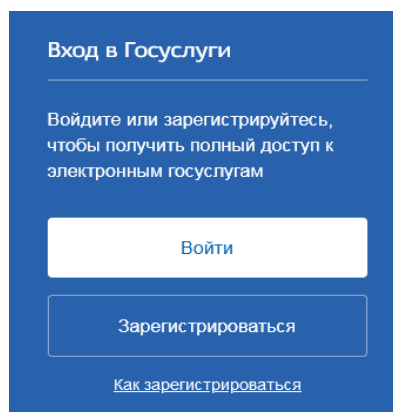 Вход в Госуслуги
Войдите или зарегистрируйтесь,
чтобы получить полный доступ к
электронным госуслугам
Войти
Зарегистрироваться
Как зарегистрироваться